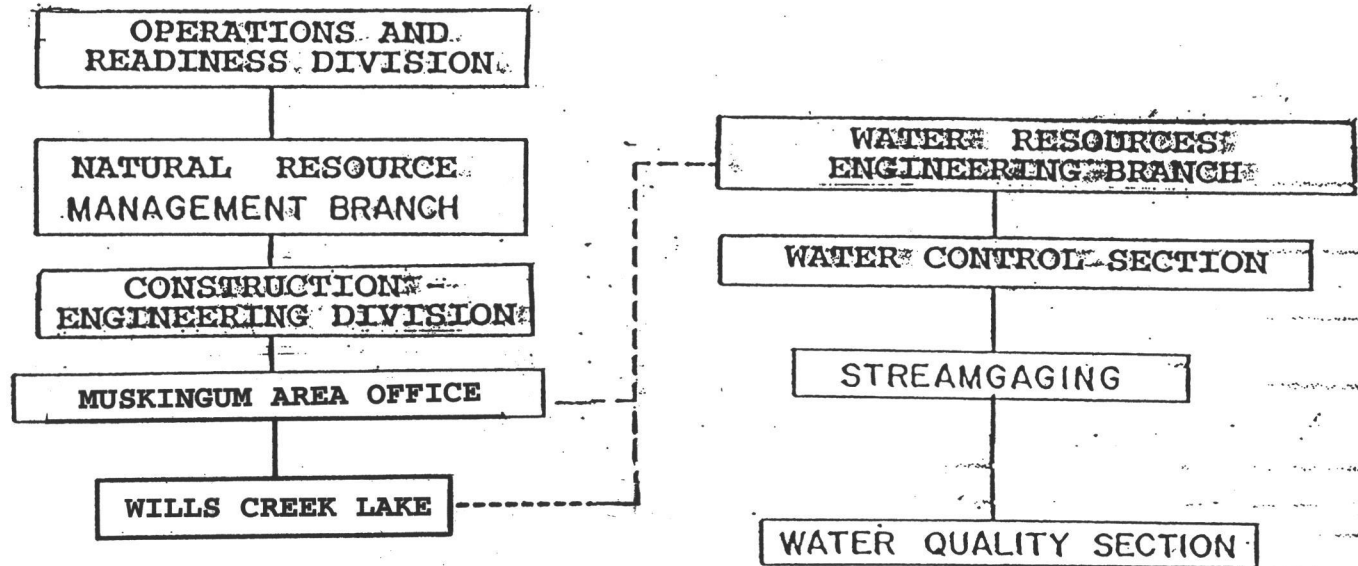 OPERATIONS AND
READINESS DIVISION
NATURAL RESOURCE
MANAGEMENT BRANCH
CONSTRUCTION -
ENGINEERING DIVISION
MUSKINGUM AREA OFFICE
WILLS CREEK LAKE
WATER RESOURCES
ENGINEERING BRANCH
WATER CONTROL SECTION
STREAMGAGING
WATER QUALITY SECTION